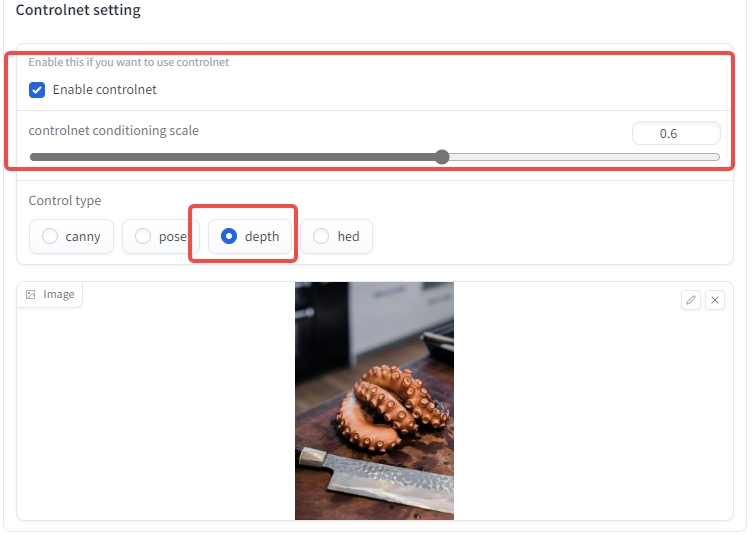 Controlnet setting
Enable this if you want to use controlnet
Enable controlnet
controlnet conditioning scale
0.6
Control type
canny pose depth hed
Image